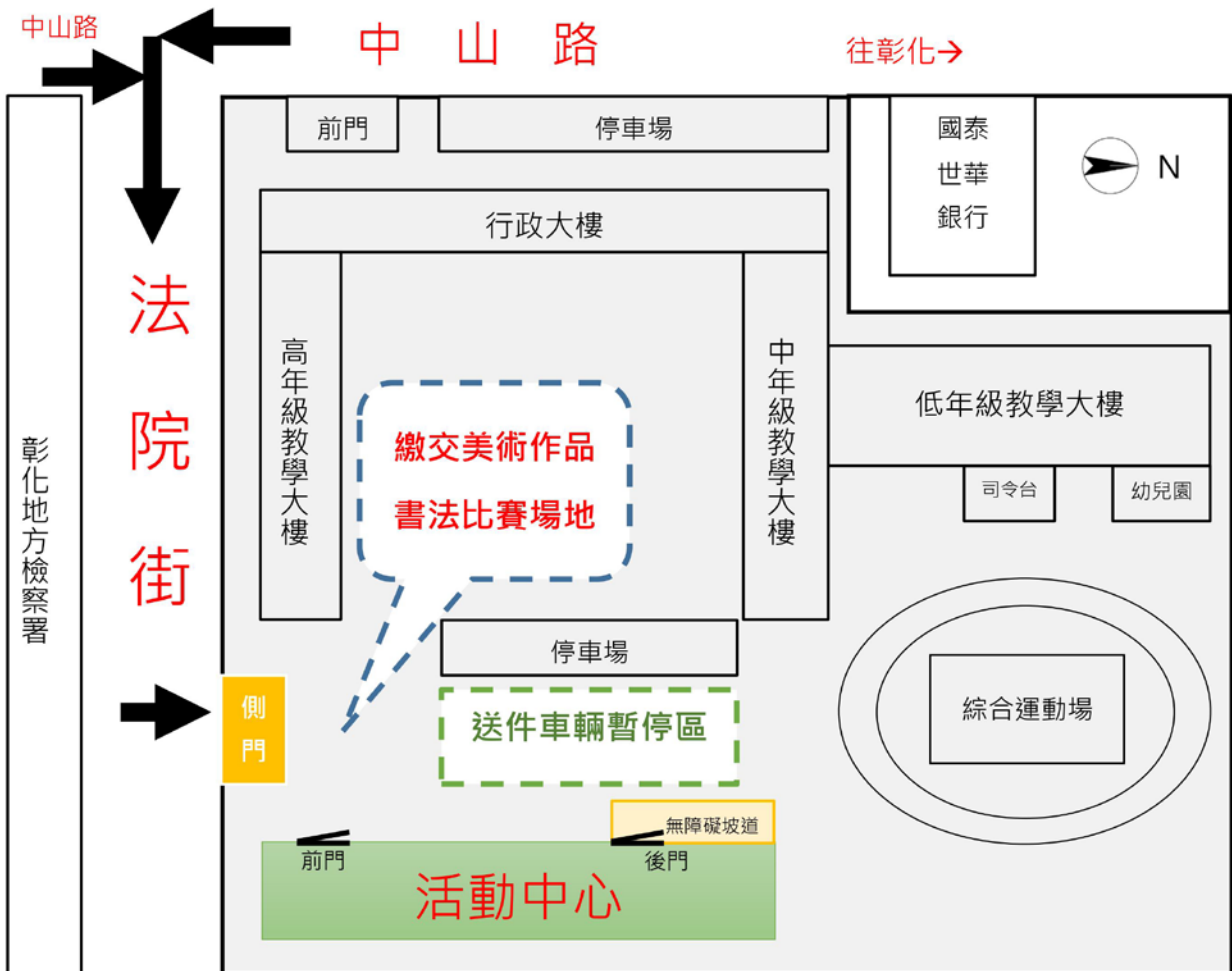 中山路
中山路
往彰化→
前門
停車場
國泰
世華
銀行
N
行政大樓
法院街
高年級教學大樓
中年級教學大樓
低年級教學大樓
繳交美術作品
書法比賽場地
司令台
幼兒園
彰化地方檢察署
停車場
側門
送件車輛暫停區
綜合運動場
無障礙坡道
前門
後門
活動中心